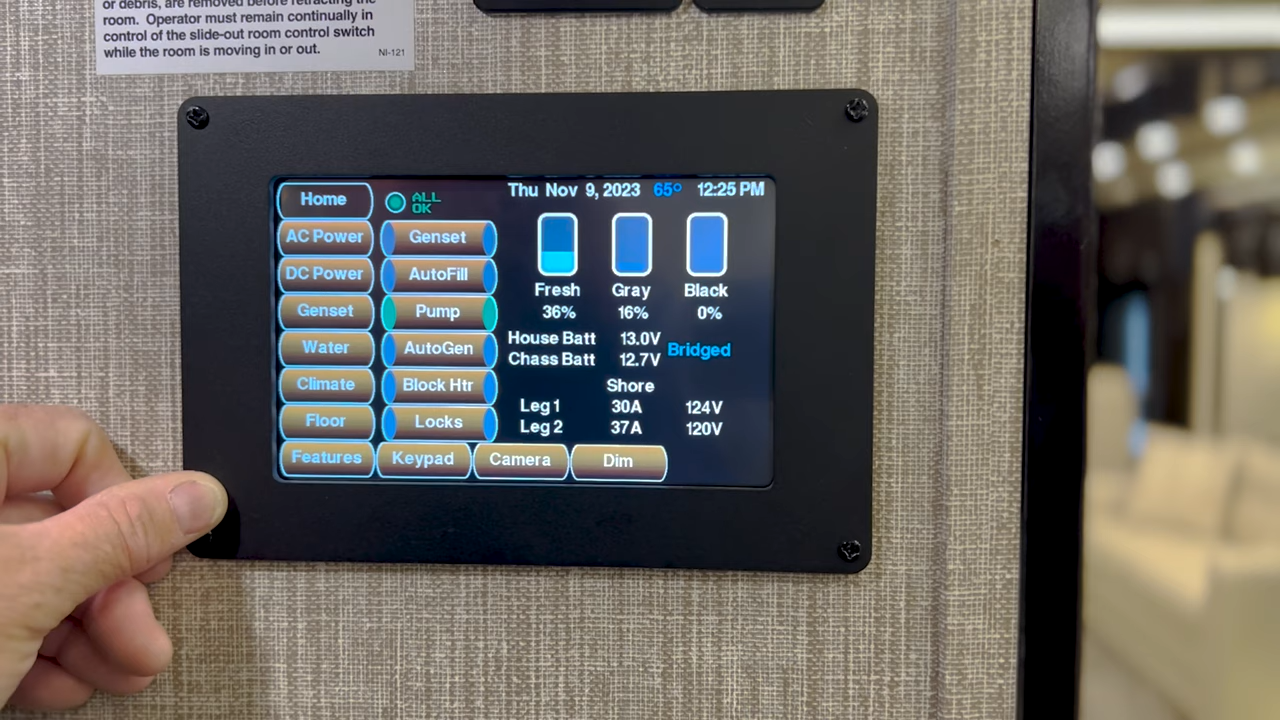 or debris, are removed before retracting the
room. Operator must remain continually in
control of the slide-out room control switch
while the room is moving in or out.
NI-121
Home
ALL
OK
Thu Nov 9, 2023 65° 12:25 PM
AC Power
Genset
DC Power
AutoFill
Genset
Pump
Water
AutoGen
Climate
Block Htr
Floor
Locks
Features
Keypad
Camera
Dim
Fresh Gray Black
36% 16% 0%
House Batt 13.0V
Chass Batt 12.7V
Bridged
Shore
Leg 1 30A 124V
Leg 2 37A 120V